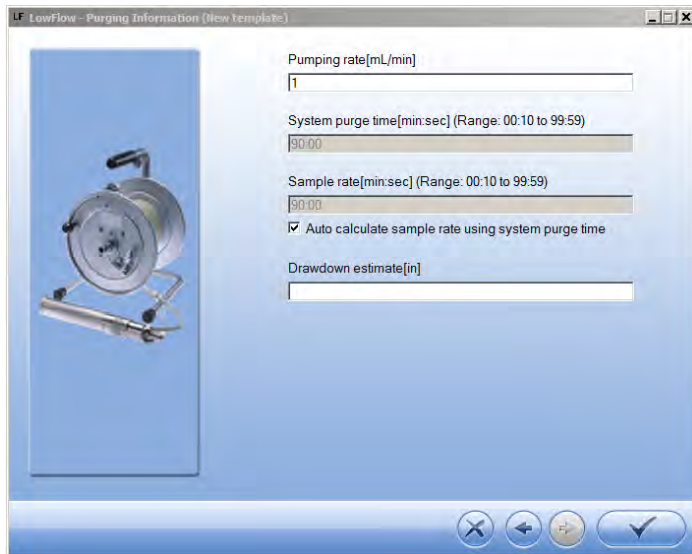 LF LowFlow - Purging Information (New template)
Pumping rate[mL/min]
1
System purge time[min:sec] (Range: 00:10 to 99:59)
90:00
Sample rate[min:sec] (Range: 00:10 to 99:59)
90:00
Auto calculate sample rate using system purge time
Drawdown estimate[in]